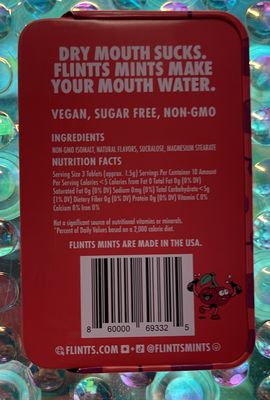 DRY MOUTH SUCKS.
FLINTTS MINTS MAKE
YOUR MOUTH WATER.
VEGAN, SUGAR FREE, NON-GMO
INGREDIENTS
NON-GMO ISOMALT, NATURAL FLAVORS, SUCRALOSE, MAGNESIUM STEARATE
NUTRITION FACTS
Serving Size 3 Tablets (approx. 1.5g) Servings Per Container 10 Amount
Per Serving Calories <5 Calories from Fat 0 Total Fat 0g (0% DV)
Saturated Fat 0g (0% DV) Sodium 0mg (0% DV) Total Carbohydrate <5g
(1% DV) Dietary Fiber 0g (0% DV) Protein 0g (0% DV) Vitamin C 0%
Calcium 0% Iron 0%
Not a significant source of nutritional vitamins or minerals.
*Percent of Daily Values based on a 2,000 calorie diet.
FLINTTS MINTS ARE MADE IN THE USA.
8 60000 69332 5
FLINTTS.COM @FLINTTSMINTS